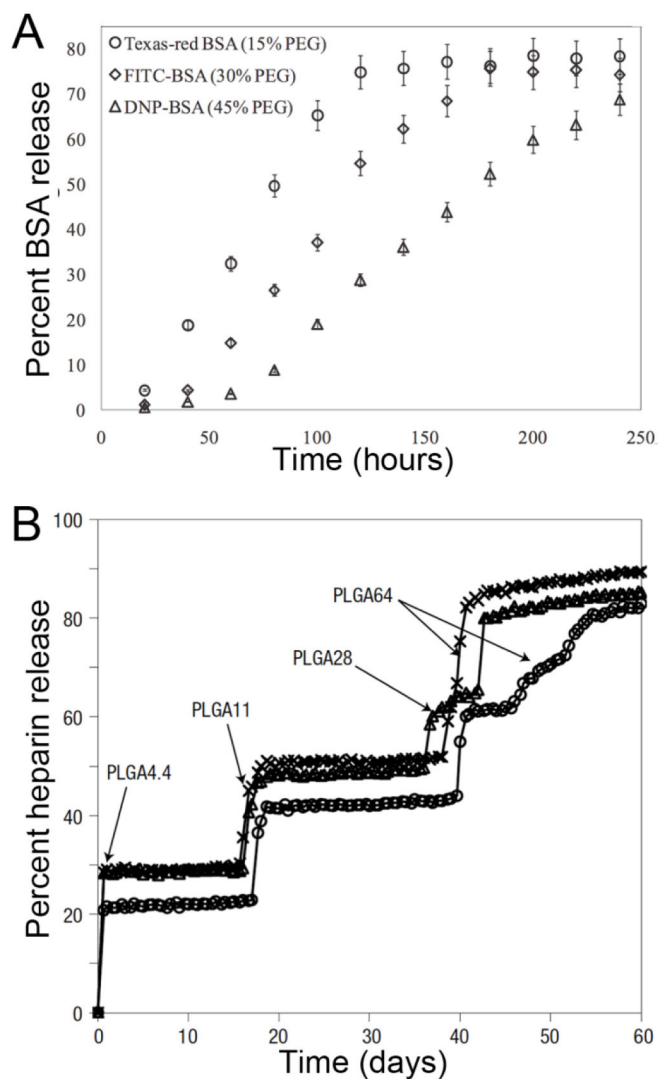 A
80
70
60
50
40
30
20
10
0
Percent BSA release
Texas-red BSA (15% PEG)
FITC-BSA (30% PEG)
DNP-BSA (45% PEG)
0 50 100 150 200 250
Time (hours)
B
100
80
60
40
20
0
Percent heparin release
PLGA64
PLGA28
PLGA11
PLGA4.4
0 10 20 30 40 50 60
Time (days)